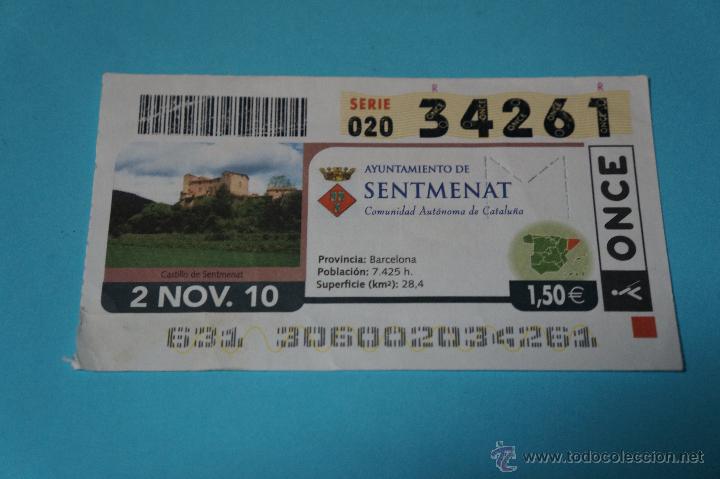 R R
SERIE
020 34261
AYUNTAMIENTO DE
SENTMENAT
Comunidad Autónoma de Cataluña
Provincia: Barcelona
Población: 7.425 h.
Superficie (km2): 28,4
Castillo de Sentmenat
2 NOV. 10
1,50€
ONCE
631 306002034261
© www.todocoleccion.net